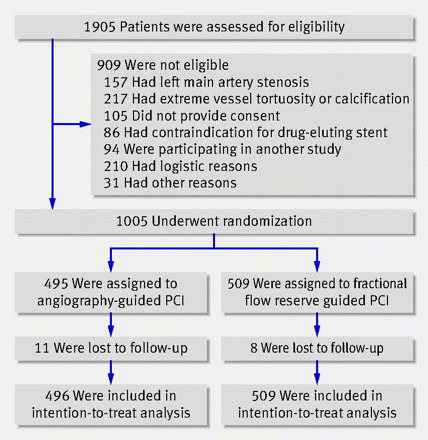 1905 Patients were assessed for eligibility
909 Were not eligible
157 Had left main artery stenosis
217 Had extreme vessel tortuosity or calcification
105 Did not provide consent
86 Had contraindication for drug-eluting stent
94 Were participating in another study
210 Had logistic reasons
31 Had other reasons
1005 Underwent randomization
495 Were assigned to
angiography-guided PCI
509 Were assigned to fractional
flow reserve guided PCI
11 Were lost to follow-up
8 Were lost to follow-up
496 Were included in
intention-to-treat analysis
509 Were included in
intention-to-treat analysis